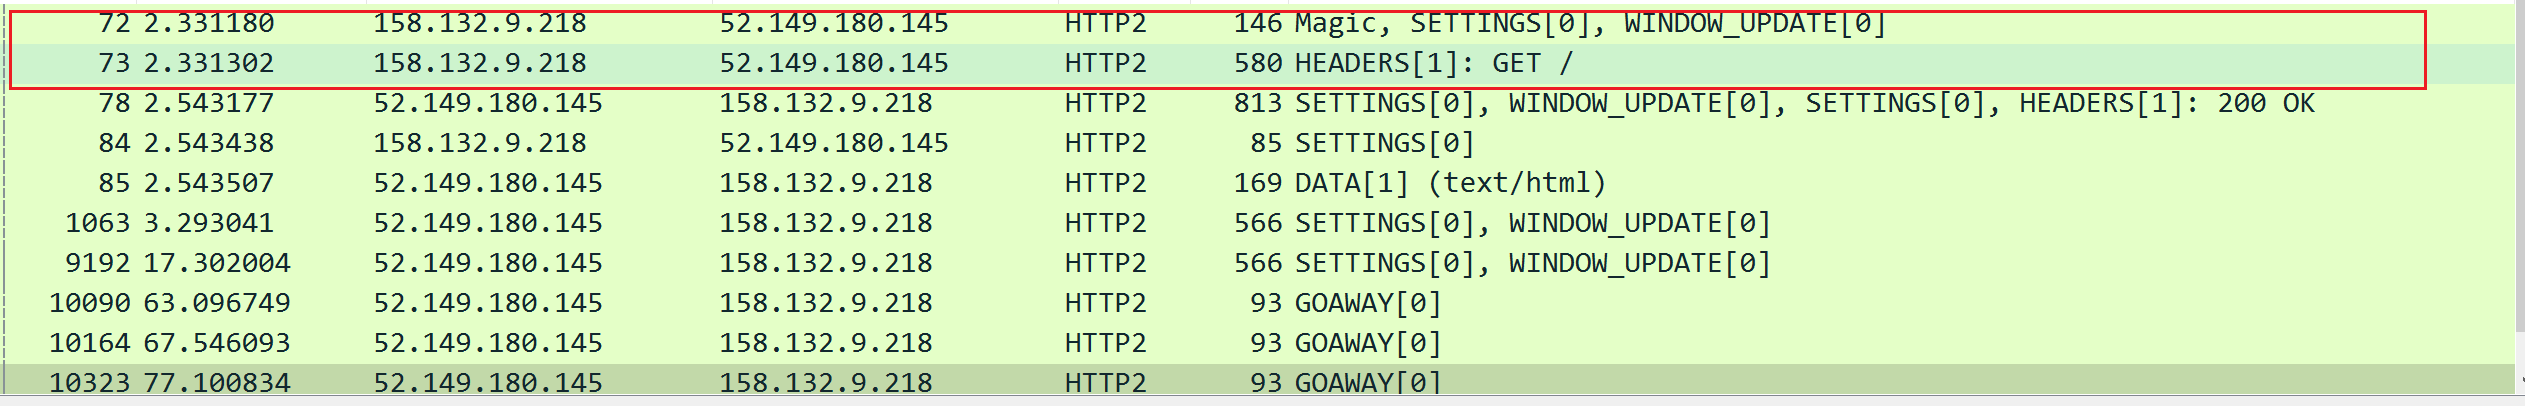 72 2.331180 158.132.9.218 52.149.180.145 HTTP2 146 Magic, SETTINGS[0], WINDOW_UPDATE[0]
73 2.331302 158.132.9.218 52.149.180.145 HTTP2 580 HEADERS[1]: GET /
78 2.543177 52.149.180.145 158.132.9.218 HTTP2 813 SETTINGS[0], WINDOW_UPDATE[0], SETTINGS[0], HEADERS[1]: 200 OK
84 2.543438 158.132.9.218 52.149.180.145 HTTP2 85 SETTINGS[0]
85 2.543507 52.149.180.145 158.132.9.218 HTTP2 169 DATA[1] (text/html)
1063 3.293041 52.149.180.145 158.132.9.218 HTTP2 566 SETTINGS[0], WINDOW_UPDATE[0]
9192 17.302004 52.149.180.145 158.132.9.218 HTTP2 566 SETTINGS[0], WINDOW_UPDATE[0]
10090 63.096749 52.149.180.145 158.132.9.218 HTTP2 93 GOAWAY[0]
10164 67.546093 52.149.180.145 158.132.9.218 HTTP2 93 GOAWAY[0]
10323 77.100834 52.149.180.145 158.132.9.218 HTTP2 93 GOAWAY[0]